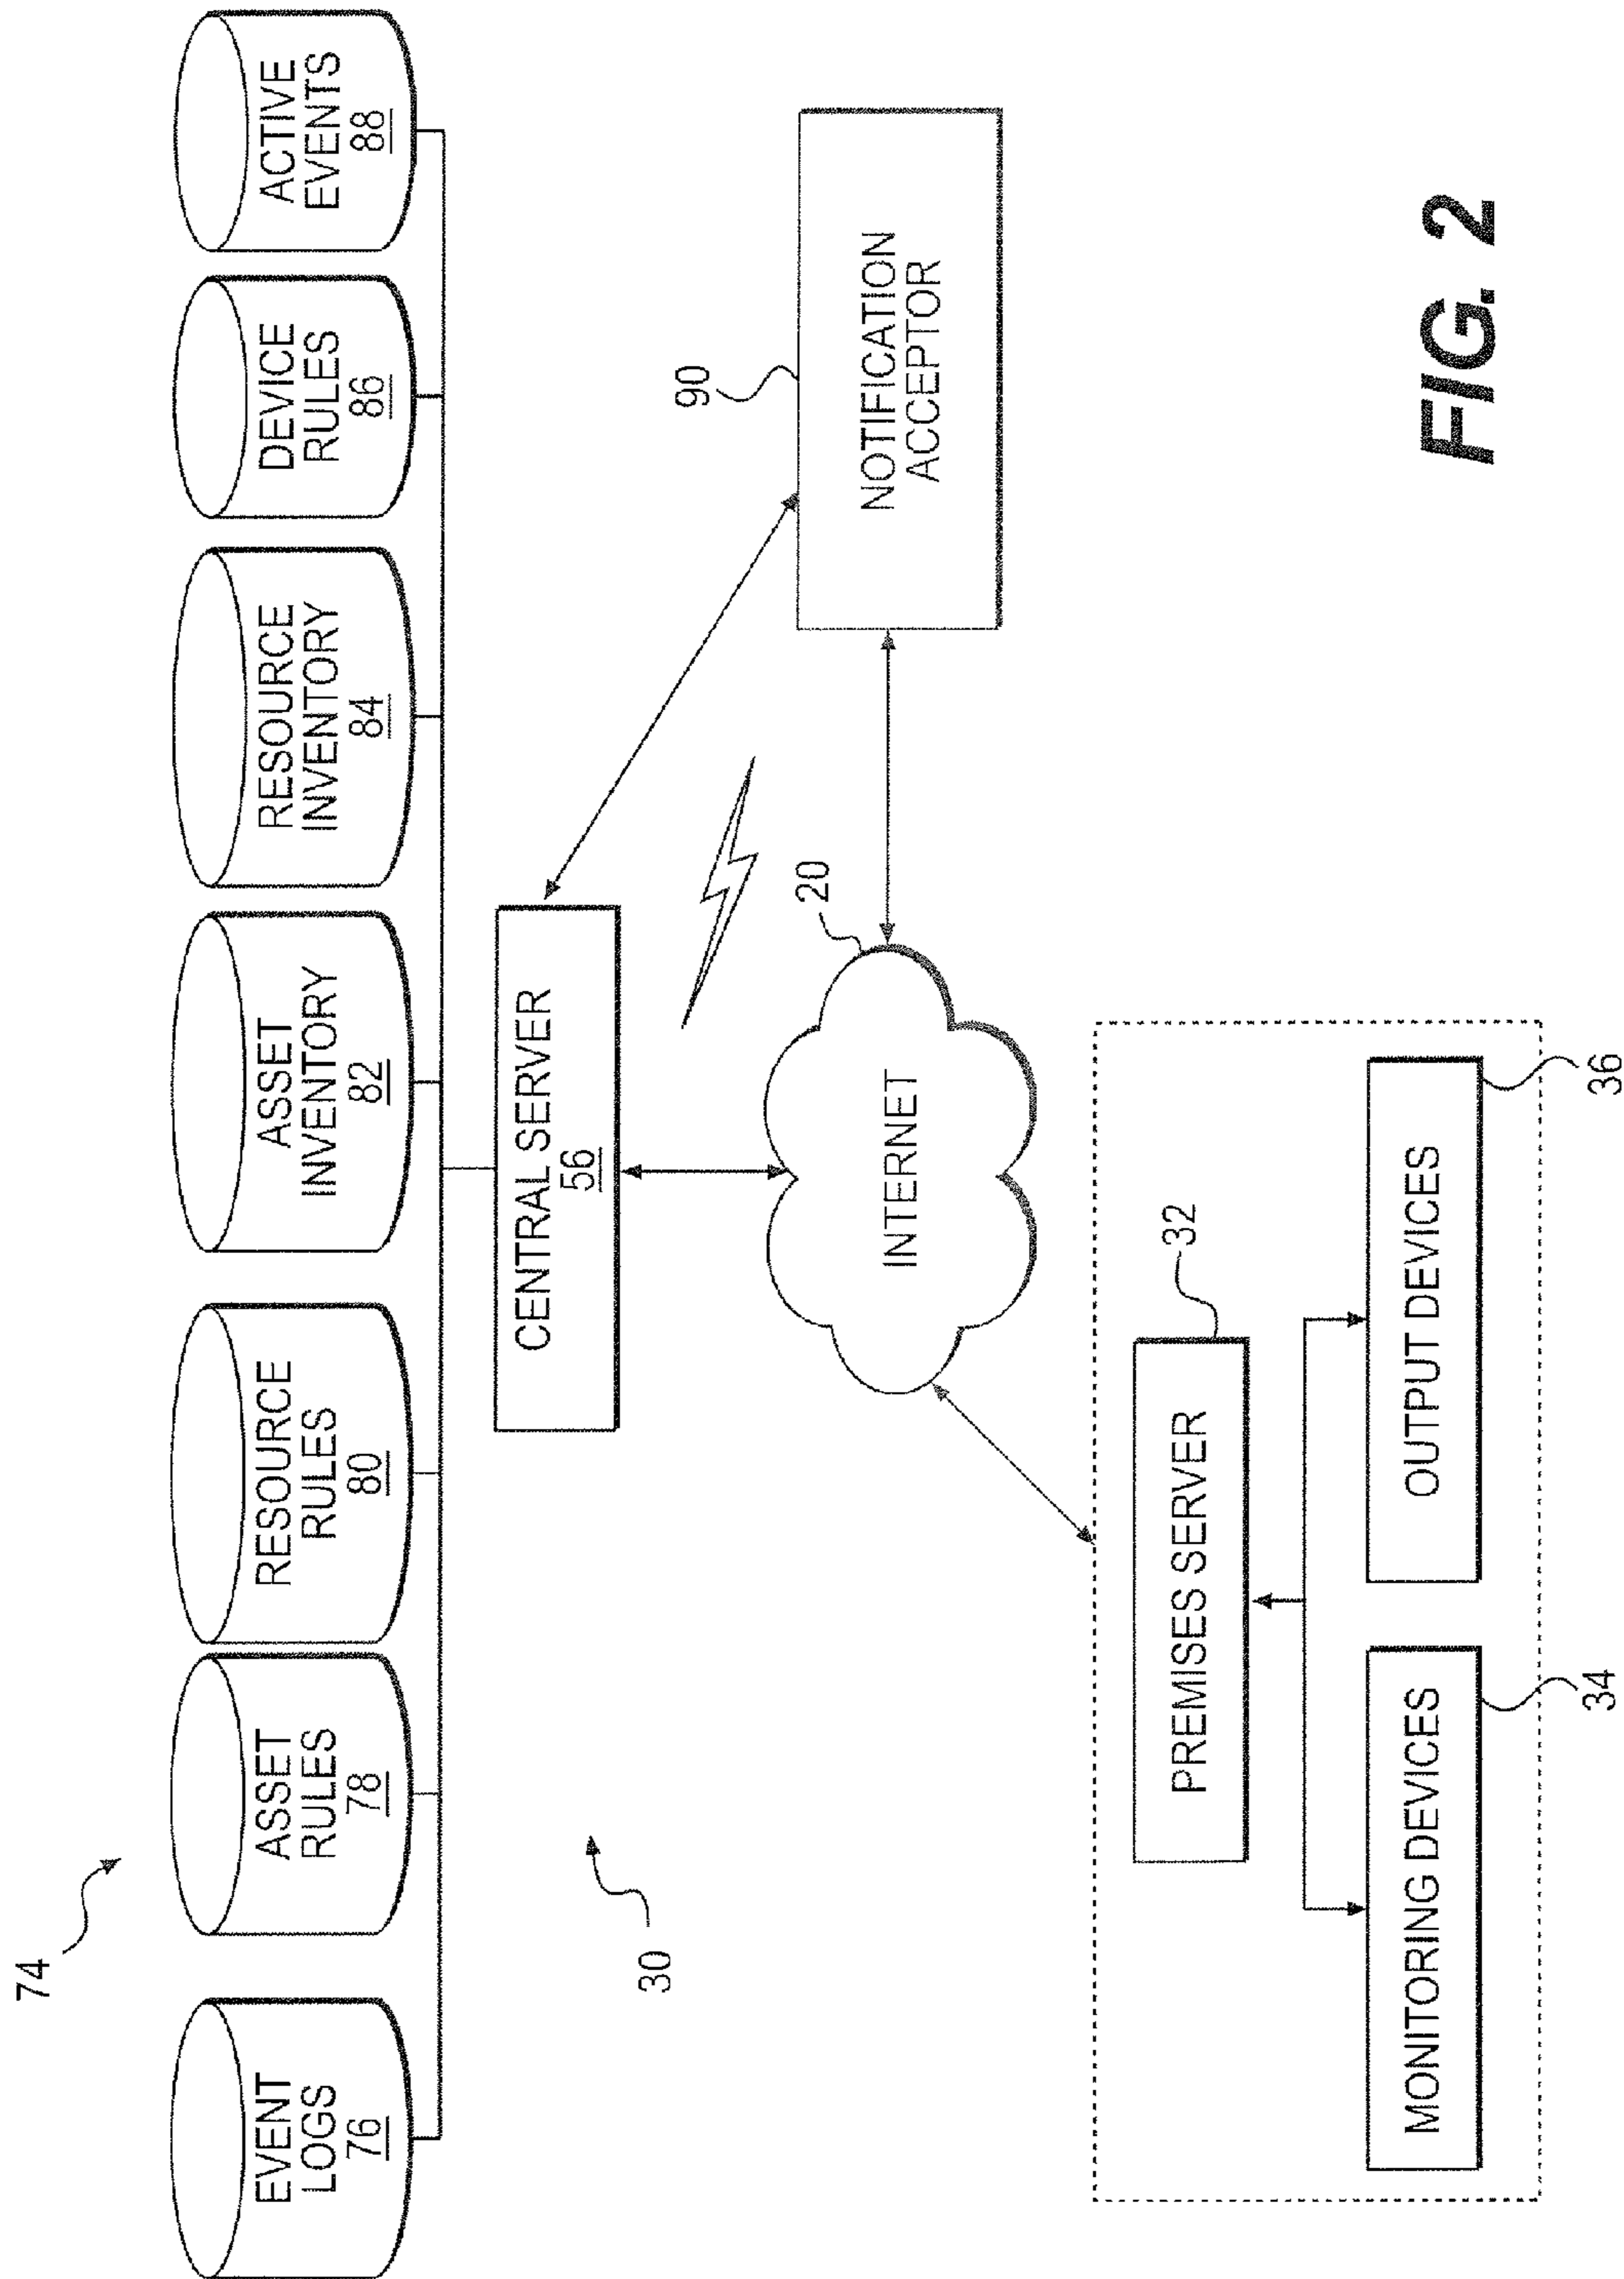 74
EVENT
LOGS
76
ASSET
RULES
78
RESOURCE
RULES
80
ASSET
INVENTORY
82
RESOURCE
INVENTORY
84
DEVICE
RULES
86
ACTIVE
EVENTS
88
30
CENTRAL SERVER
56
90
NOTIFICATION
ACCEPTOR
20
INTERNET
32
PREMISES SERVER
MONITORING DEVICES
34
OUTPUT DEVICES
36
FIG. 2